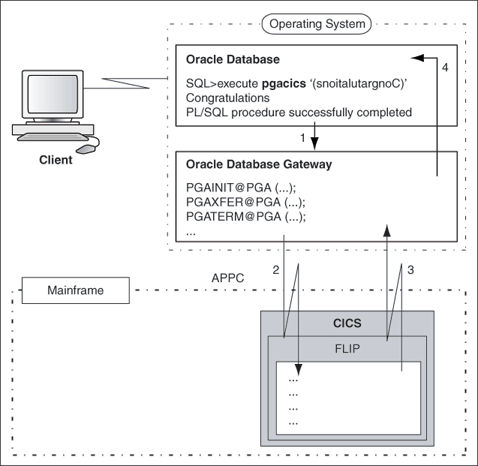 Operating System
Oracle Database
SQL>execute pgacics '(snoitalutargnoC)'
Congratulations
PL/SQL procedure successfully completed
4
Client
1
Oracle Database Gateway
PGAINIT@PGA (...);
PGAXFER@PGA (...);
PGATERM@PGA (...);
...
2
3
APPC
Mainframe
CICS
FLIP
...
...
...
...